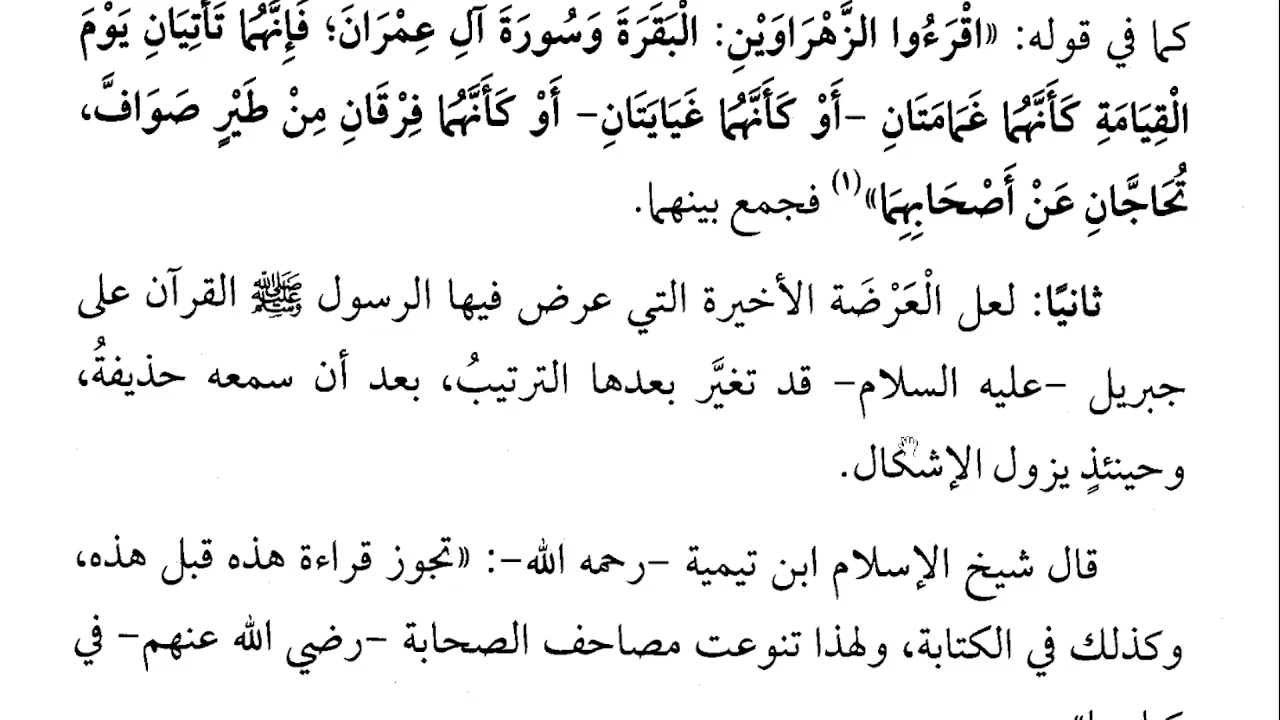 كما في قوله: «اقْرَءُوا الزَّهْرَاوَيْنِ: الْبَقَرَةَ وَسُورَةَ آلِ عِمْرَانَ؛ فَإِنَّهُمَا تَأْتِيَانِ يَوْمَ
الْقِيَامَةِ كَأَنَّهُمَا غَمَامَتَانِ -أَوْ كَأَنَّهُمَا غَيَايَتَانِ- أَوْ كَأَنَّهُمَا فِرْقَانِ مِنْ طَيْرٍ صَوَافَّ،
تُحَاجَّانِ عَنْ أَصْحَابِهِمَا»(١) فجمع بينهما.
ثانيًا: لعل الْعَرْضَة الأخيرة التي عرض فيها الرسول ﷺ القرآن على
جبريل -عليه السلام- قد تغيَّر بعدها الترتيبُ، بعد أن سمعه حذيفةُ،
وحينئذٍ يزول الإشكال.
قال شيخ الإسلام ابن تيمية -رحمه الله-: «تجوز قراءة هذه قبل هذه،
وكذلك في الكتابة، ولهذا تنوعت مصاحف الصحابة -رضي الله عنهم- في